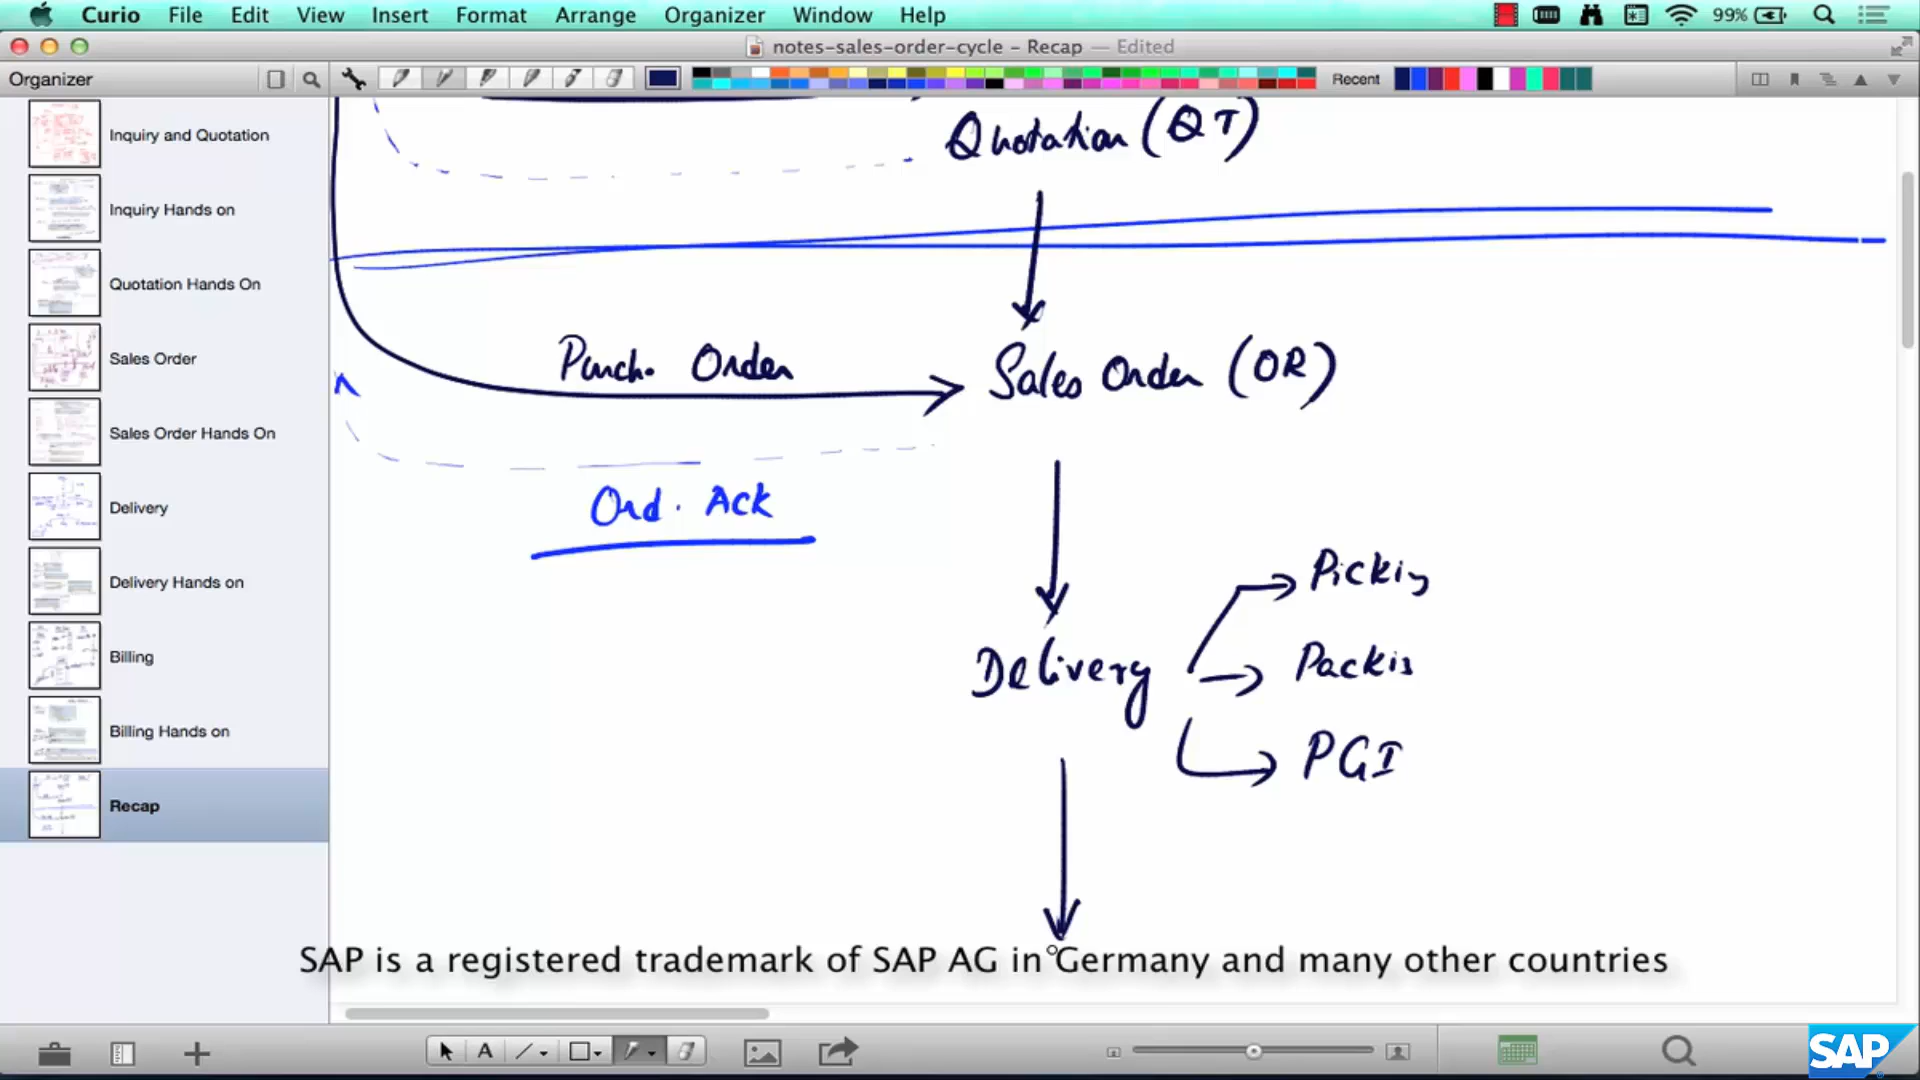 Curio File Edit View Insert Format Arrange Organizer Window Help 99%
notes-sales-order-cycle – Recap — Edited
Organizer Recent
Inquiry and Quotation
Inquiry Hands on
Quotation Hands On
Sales Order
Sales Order Hands On
Delivery
Delivery Hands on
Billing
Billing Hands on
Recap
Quotation (QT)
Purch. Order
Sales Order (OR)
Ord. Ack
Picking
Delivery
Packing
PGI
SAP is a registered trademark of SAP AG in Germany and many other countries
A
SAP